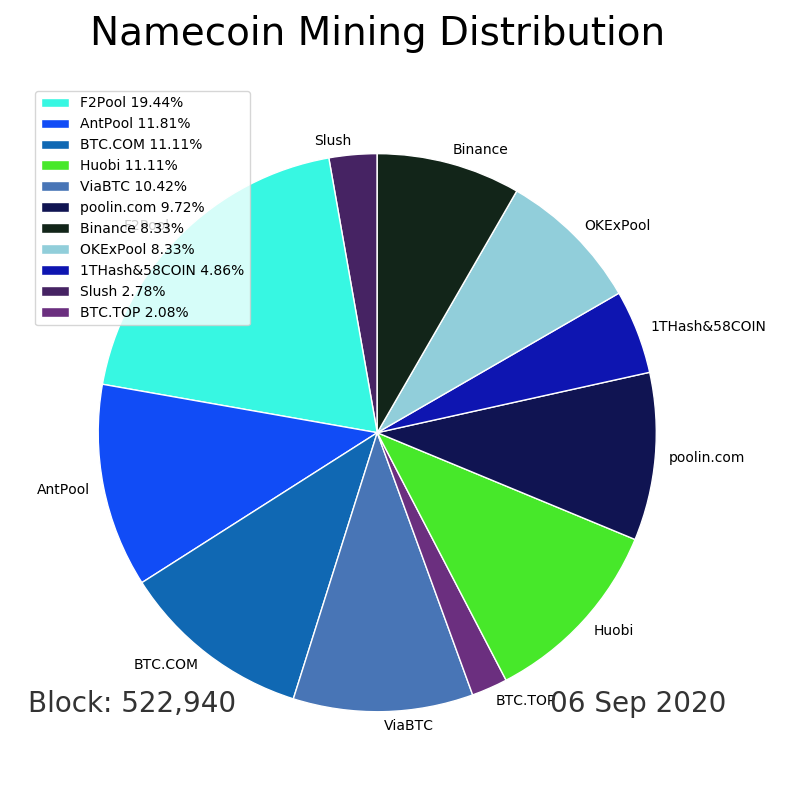 Namecoin Mining Distribution
F2Pool 19.44%
AntPool 11.81%
BTC.COM 11.11%
Huobi 11.11%
ViaBTC 10.42%
poolin.com 9.72%
Binance 8.33%
OKExPool 8.33%
1THash&58COIN 4.86%
Slush 2.78%
BTC.TOP 2.08%
Slush
Binance
F2Pool
OKExPool
1THash&58COIN
poolin.com
AntPool
Huobi
BTC.COM
BTC.TOP
ViaBTC
Block: 522,940
06 Sep 2020